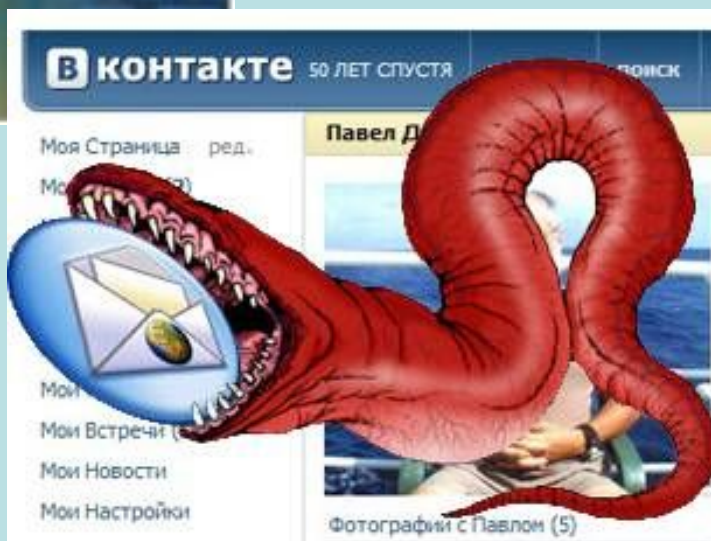 В контакте 50 ЛЕТ СПУСТЯ поиск
Моя Страница ред.
Павел
Мои Встречи
Мои Новости
Мои Настройки
Фотографии с Павлом (5)